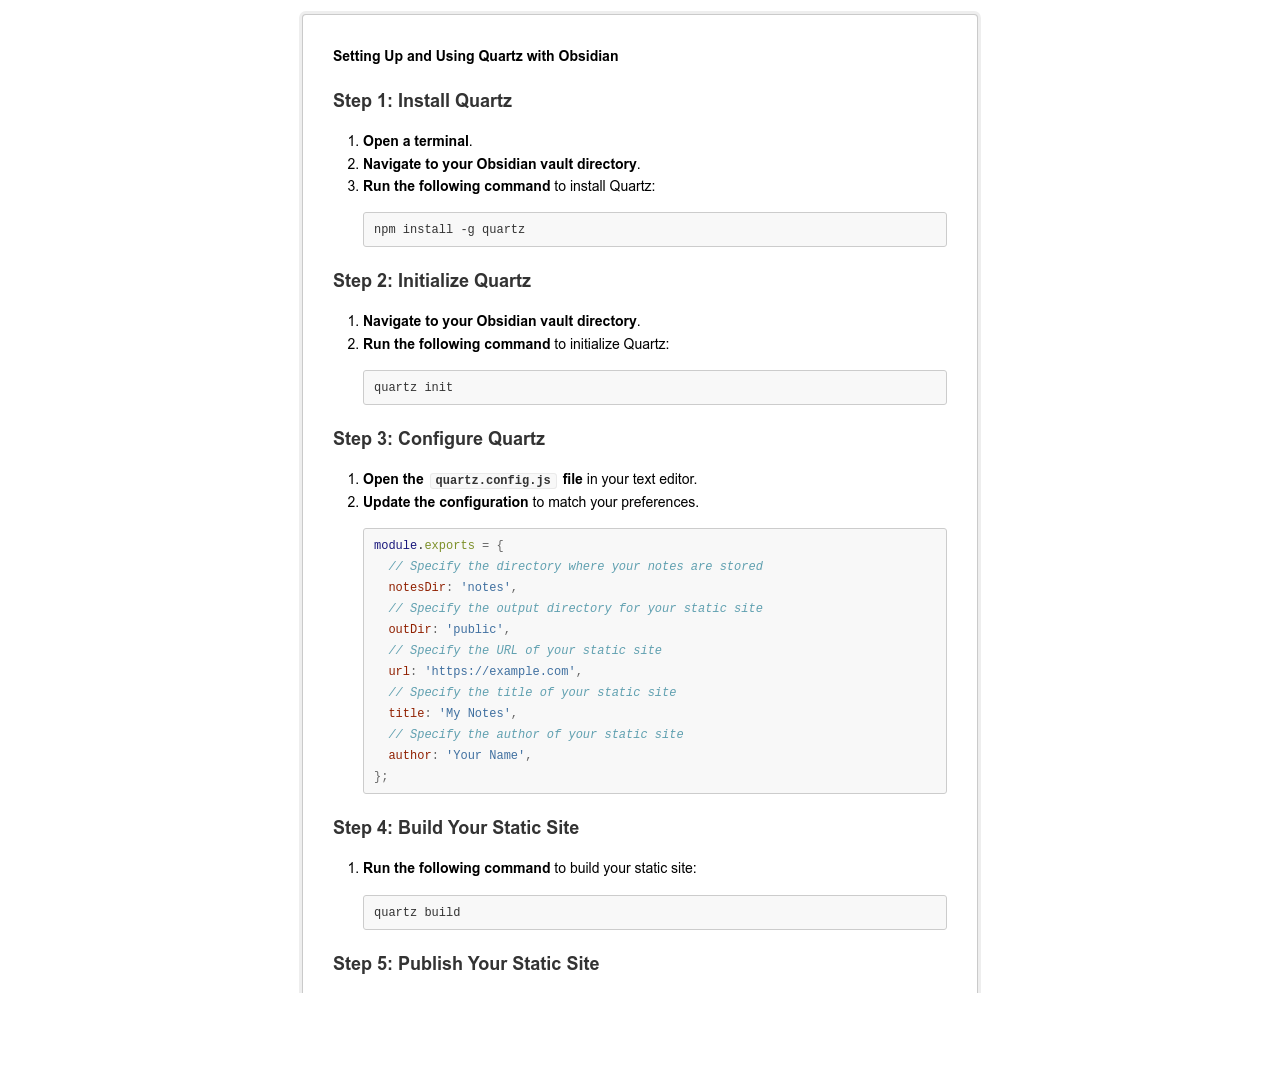 Setting Up and Using Quartz with Obsidian
Step 1: Install Quartz
1. Open a terminal.
2. Navigate to your Obsidian vault directory.
3. Run the following command to install Quartz:
npm install -g quartz
Step 2: Initialize Quartz
1. Navigate to your Obsidian vault directory.
2. Run the following command to initialize Quartz:
quartz init
Step 3: Configure Quartz
1. Open the quartz.config.js file in your text editor.
2. Update the configuration to match your preferences.
module.exports = {
  // Specify the directory where your notes are stored
  notesDir: 'notes',
  // Specify the output directory for your static site
  outDir: 'public',
  // Specify the URL of your static site
  url: 'https://example.com',
  // Specify the title of your static site
  title: 'My Notes',
  // Specify the author of your static site
  author: 'Your Name',
};
Step 4: Build Your Static Site
1. Run the following command to build your static site:
quartz build
Step 5: Publish Your Static Site